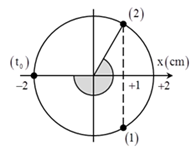 (2)
(t₀)
x(cm)
−2
+1
+2
(1)